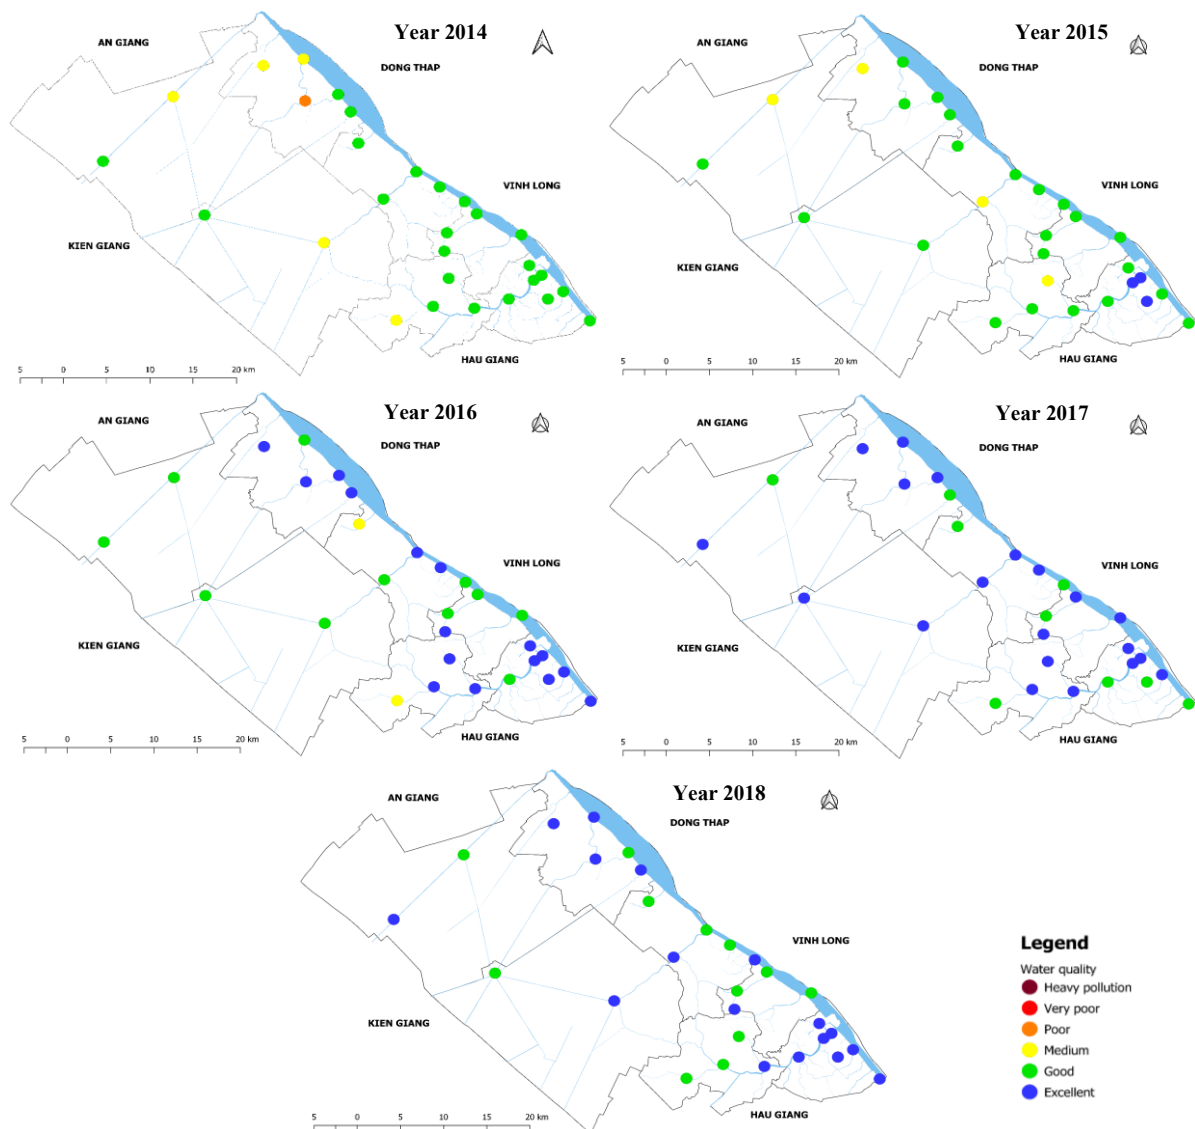 Year 2014
AN GIANG
DONG THAP
VINH LONG
KIEN GIANG
HAU GIANG
5 0 5 10 15 20 km
Year 2015
AN GIANG
DONG THAP
VINH LONG
KIEN GIANG
HAU GIANG
5 0 5 10 15 20 km
Year 2016
AN GIANG
DONG THAP
VINH LONG
KIEN GIANG
HAU GIANG
5 0 5 10 15 20 km
Year 2017
AN GIANG
DONG THAP
VINH LONG
KIEN GIANG
HAU GIANG
5 0 5 10 15 20 km
Year 2018
AN GIANG
DONG THAP
VINH LONG
KIEN GIANG
HAU GIANG
5 0 5 10 15 20 km
Legend
Water quality
Heavy pollution
Very poor
Poor
Medium
Good
Excellent